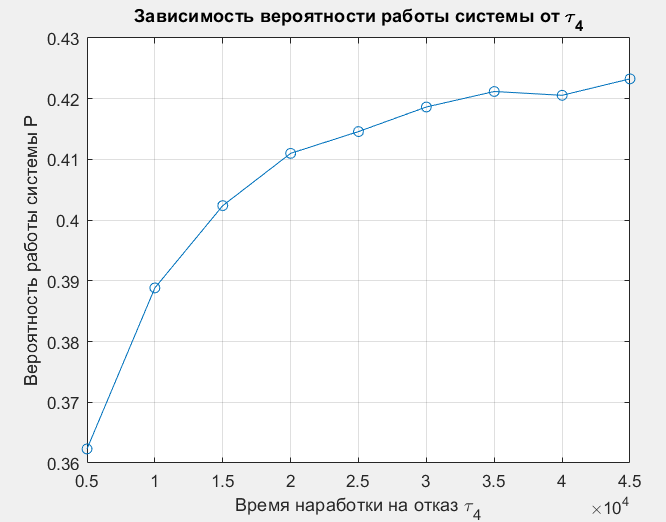 Зависимость вероятности работы системы от τ₄
Вероятность работы системы P
0.43
0.42
0.41
0.4
0.39
0.38
0.37
0.36
0.5 1 1.5 2 2.5 3 3.5 4 4.5
Время наработки на отказ τ₄
×10⁴